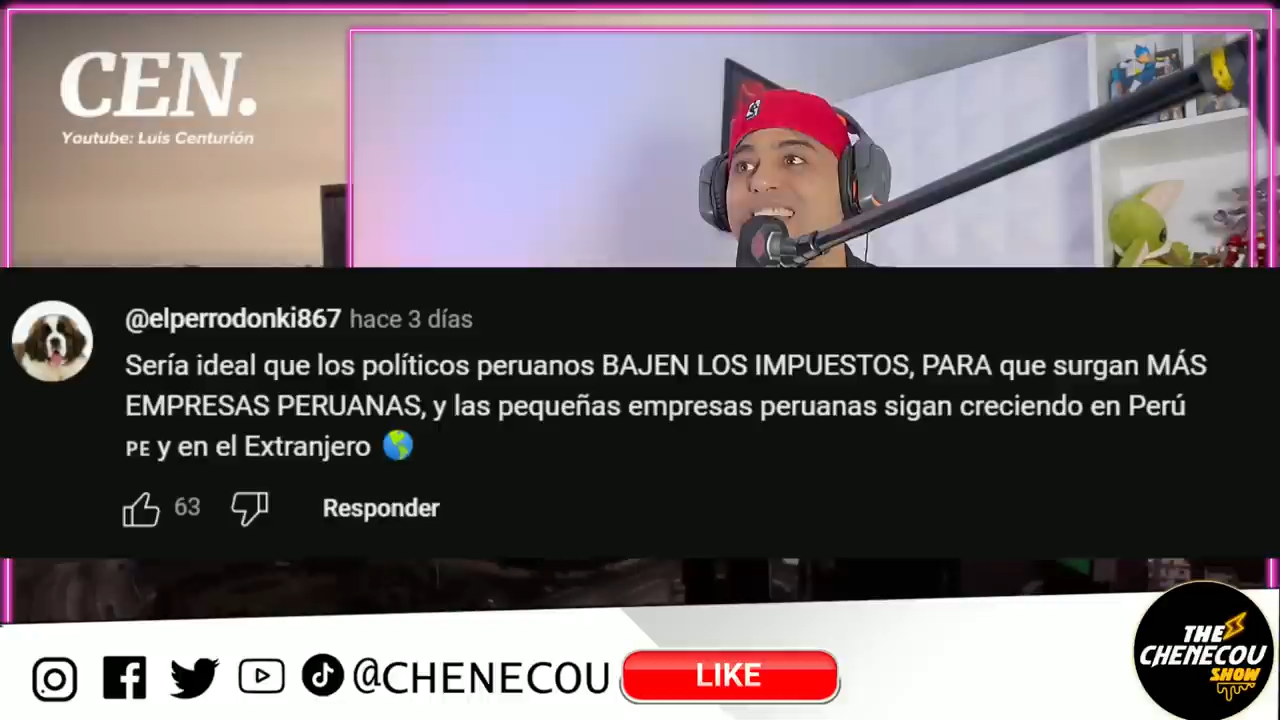 CEN.
Youtube: Luis Centurión
@elperrodonki867 hace 3 días
Sería ideal que los políticos peruanos BAJEN LOS IMPUESTOS, PARA que surgan MÁS
EMPRESAS PERUANAS, y las pequeñas empresas peruanas sigan creciendo en Perú
PE y en el Extranjero 🌎
63 Responder
@CHENECOU
LIKE
THE
CHENECOU
SHOW